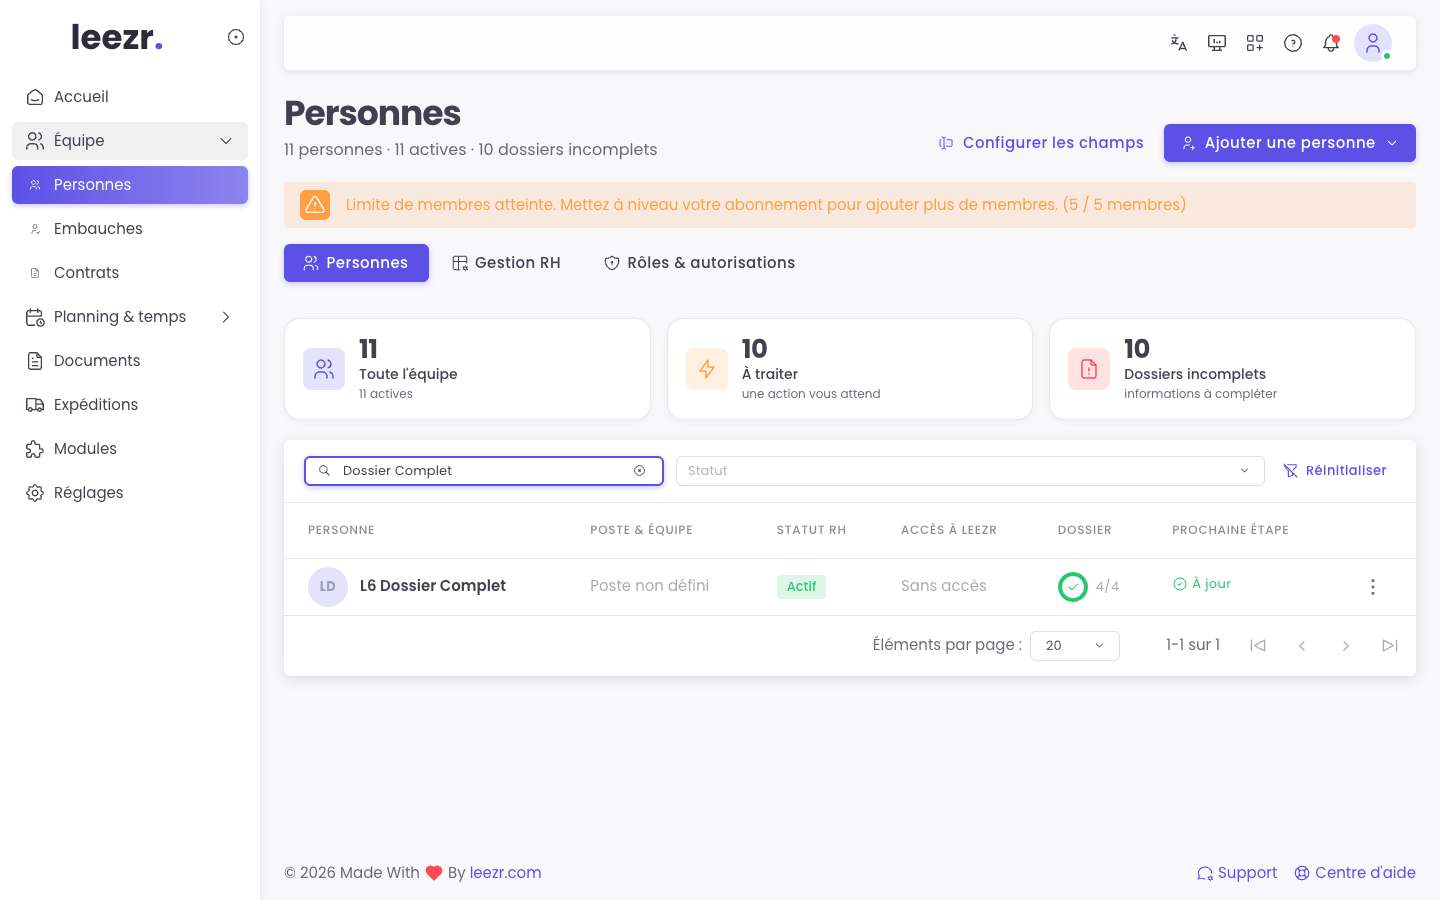 leezr.
Accueil
Équipe
Personnes
Embauches
Contrats
Planning & temps
Documents
Expéditions
Modules
Réglages
Personnes
11 personnes · 11 actives · 10 dossiers incomplets
Configurer les champs
Ajouter une personne
Limite de membres atteinte. Mettez à niveau votre abonnement pour ajouter plus de membres. (5 / 5 membres)
Personnes
Gestion RH
Rôles & autorisations
11
Toute l'équipe
11 actives
10
À traiter
une action vous attend
10
Dossiers incomplets
informations à compléter
Dossier Complet
Statut
Réinitialiser
PERSONNE POSTE & ÉQUIPE STATUT RH ACCÈS À LEEZR DOSSIER PROCHAINE ÉTAPE
LD L6 Dossier Complet Poste non défini Actif Sans accès 4/4 À jour
Éléments par page : 20 1-1 sur 1
© 2026 Made With By leezr.com
Support
Centre d'aide